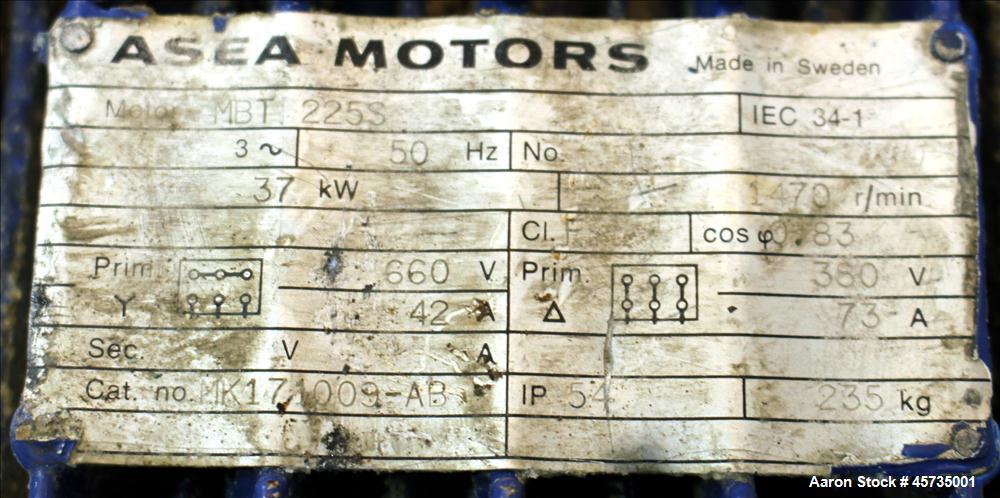 ASEA MOTORS Made in Sweden
Motor MBT 225S IEC 34-1
3 ~ 50 Hz No.
37 kW 1470 r/min
Cl. F cos φ 0.83
Prim. 660 V Prim. 380 V
Y 42 A Δ 73 A
Sec. V A
Cat. no. MK171009-AB IP 54 235 kg
Aaron Stock # 45735001